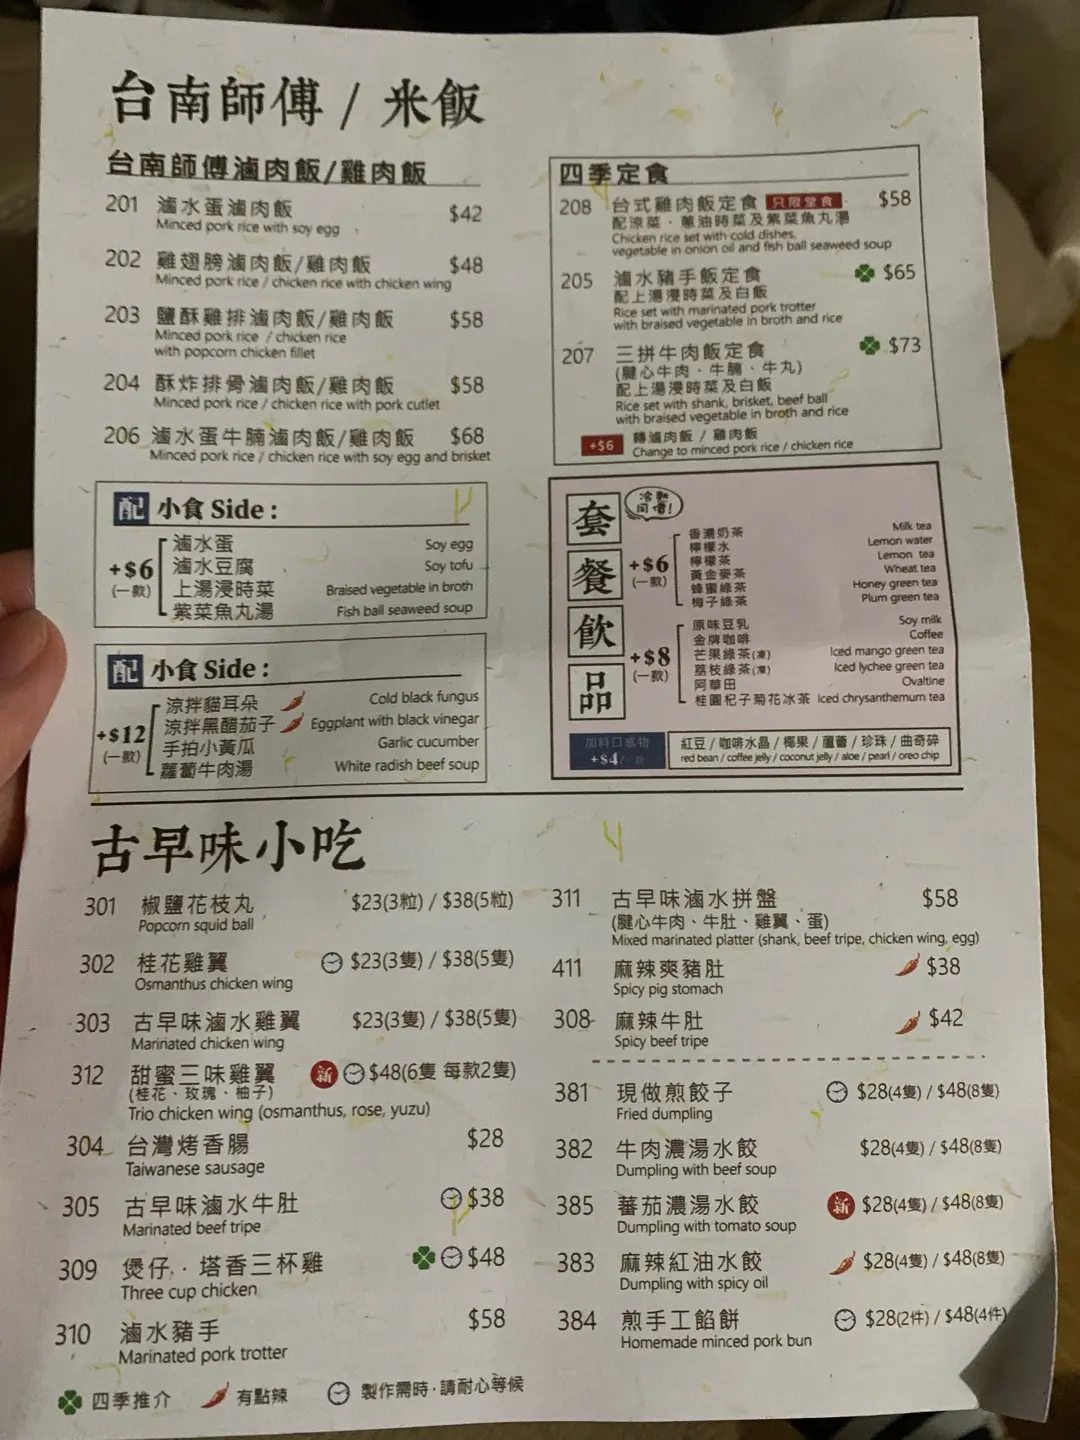 台南師傅 / 米飯
台南師傅滷肉飯/雞肉飯
201 滷水蛋滷肉飯 $42
Minced pork rice with soy egg
202 雞翅膀滷肉飯/雞肉飯 $48
Minced pork rice / chicken rice with chicken wing
203 鹽酥雞排滷肉飯/雞肉飯 $58
Minced pork rice / chicken rice
with popcorn chicken fillet
204 酥炸排骨滷肉飯/雞肉飯 $58
Minced pork rice / chicken rice with pork cutlet
206 滷水蛋牛腩滷肉飯/雞肉飯 $68
Minced pork rice / chicken rice with soy egg and brisket
配 小食 Side :
+$6
(一款)
滷水蛋 Soy egg
滷水豆腐 Soy tofu
上湯浸時菜 Braised vegetable in broth
紫菜魚丸湯 Fish ball seaweed soup
配 小食 Side :
+$12
(一款)
涼拌貓耳朵 Cold black fungus
涼拌黑醋茄子 Eggplant with black vinegar
手拍小黃瓜 Garlic cucumber
蘿蔔牛肉湯 White radish beef soup
四季定食
208 台式雞肉飯定食 只限堂食 $58
配涼菜、蔥油時菜及紫菜魚丸湯
Chicken rice set with cold dishes,
vegetable in onion oil and fish ball seaweed soup
205 滷水豬手飯定食 $65
配上湯浸時菜及白飯
Rice set with marinated pork trotter
with braised vegetable in broth and rice
207 三拼牛肉飯定食 $73
(腱心牛肉、牛腩、牛丸)
配上湯浸時菜及白飯
Rice set with shank, brisket, beef ball
with braised vegetable in broth and rice
+$6 轉滷肉飯 / 雞肉飯
Change to minced pork rice / chicken rice
套餐飲品
冷熱
同價!
+$6
(一款)
香濃奶茶 Milk tea
檸檬水 Lemon water
檸檬茶 Lemon tea
黃金麥茶 Wheat tea
蜂蜜綠茶 Honey green tea
梅子綠茶 Plum green tea
+$8
(一款)
原味豆乳 Soy milk
金牌咖啡 Coffee
芒果綠茶(凍) Iced mango green tea
荔枝綠茶(凍) Iced lychee green tea
阿華田 Ovaltine
桂圓杞子菊花冰茶 Iced chrysanthemum tea
加料口感物
+$4/一款
紅豆 / 咖啡水晶 / 椰果 / 蘆薈 / 珍珠 / 曲奇碎
red bean / coffee jelly / coconut jelly / aloe / pearl / oreo chip
古早味小吃
301 椒鹽花枝丸 $23(3粒) / $38(5粒)
Popcorn squid ball
302 桂花雞翼 $23(3隻) / $38(5隻)
Osmanthus chicken wing
303 古早味滷水雞翼 $23(3隻) / $38(5隻)
Marinated chicken wing
312 甜蜜三味雞翼 新 $48(6隻 每款2隻)
(桂花、玫瑰、柚子)
Trio chicken wing (osmanthus, rose, yuzu)
304 台灣烤香腸 $28
Taiwanese sausage
305 古早味滷水牛肚 $38
Marinated beef tripe
309 煲仔·塔香三杯雞 $48
Three cup chicken
310 滷水豬手 $58
Marinated pork trotter
311 古早味滷水拼盤 $58
(腱心牛肉、牛肚、雞翼、蛋)
Mixed marinated platter (shank, beef tripe, chicken wing, egg)
411 麻辣爽豬肚 $38
Spicy pig stomach
308 麻辣牛肚 $42
Spicy beef tripe
381 現做煎餃子 $28(4隻) / $48(8隻)
Fried dumpling
382 牛肉濃湯水餃 $28(4隻) / $48(8隻)
Dumpling with beef soup
385 蕃茄濃湯水餃 新 $28(4隻) / $48(8隻)
Dumpling with tomato soup
383 麻辣紅油水餃 $28(4隻) / $48(8隻)
Dumpling with spicy oil
384 煎手工餡餅 $28(2件) / $48(4件)
Homemade minced pork bun
四季推介 有點辣 製作需時·請耐心等候